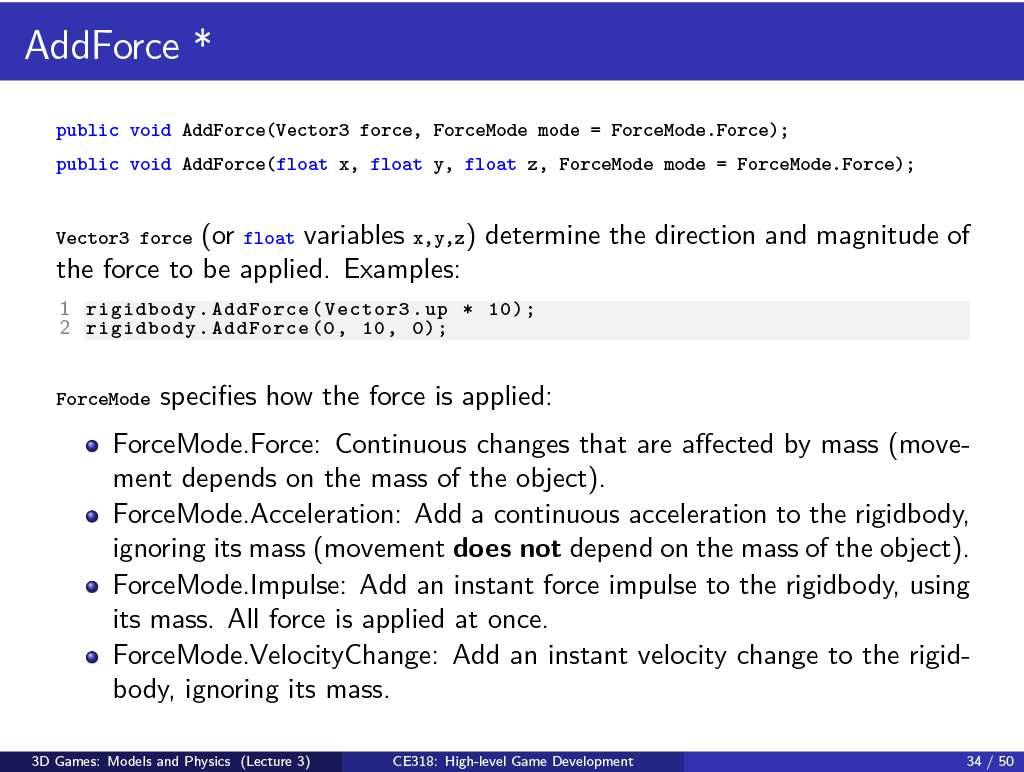 AddForce *
public void AddForce(Vector3 force, ForceMode mode = ForceMode.Force);
public void AddForce(float x, float y, float z, ForceMode mode = ForceMode.Force);
Vector3 force (or float variables x,y,z) determine the direction and magnitude of
the force to be applied. Examples:
1 rigidbody.AddForce(Vector3.up * 10);
2 rigidbody.AddForce(0, 10, 0);
ForceMode specifies how the force is applied:
ForceMode.Force: Continuous changes that are affected by mass (move-
ment depends on the mass of the object).
ForceMode.Acceleration: Add a continuous acceleration to the rigidbody,
ignoring its mass (movement does not depend on the mass of the object).
ForceMode.Impulse: Add an instant force impulse to the rigidbody, using
its mass. All force is applied at once.
ForceMode.VelocityChange: Add an instant velocity change to the rigid-
body, ignoring its mass.
3D Games: Models and Physics (Lecture 3) CE318: High-level Game Development 34 / 50